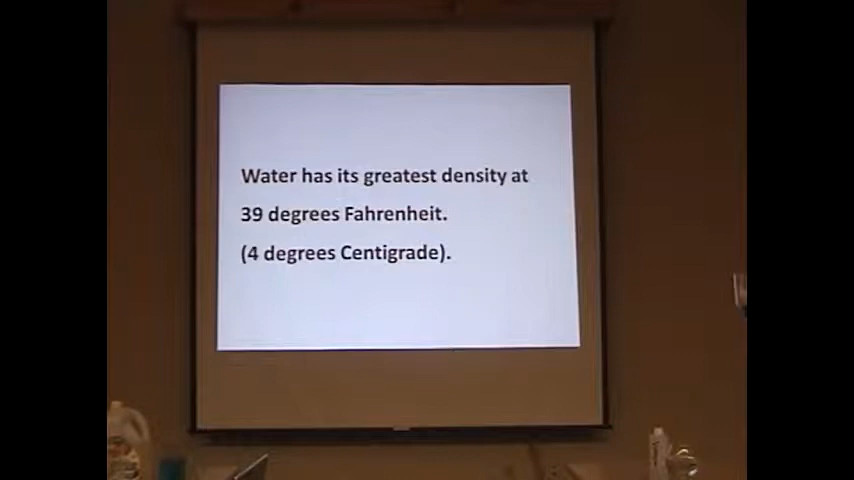 Water has its greatest density at
39 degrees Fahrenheit.
(4 degrees Centigrade).